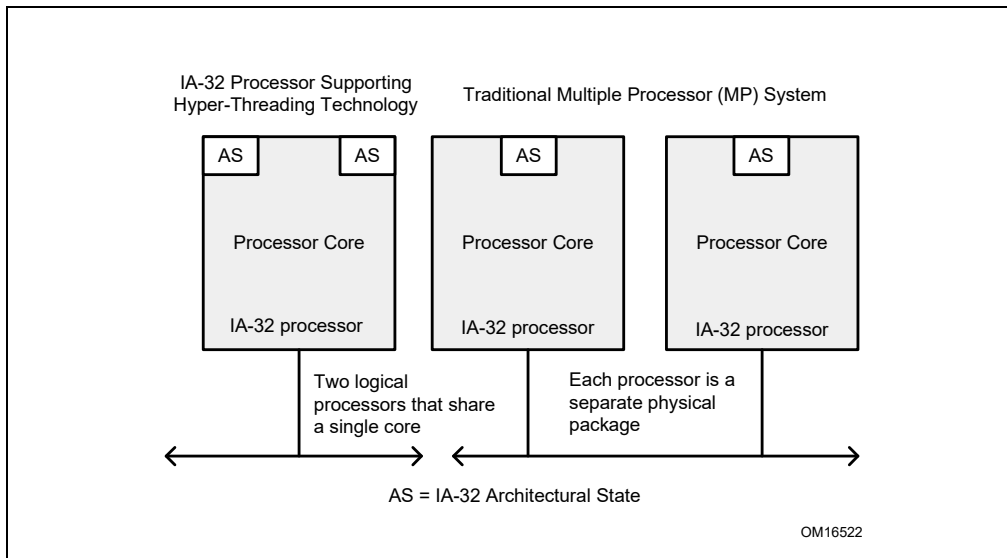 IA-32 Processor Supporting
Hyper-Threading Technology
Traditional Multiple Processor (MP) System
AS
AS
AS
AS
Processor Core
Processor Core
Processor Core
IA-32 processor
IA-32 processor
IA-32 processor
Two logical
processors that share
a single core
Each processor is a
separate physical
package
AS = IA-32 Architectural State
OM16522